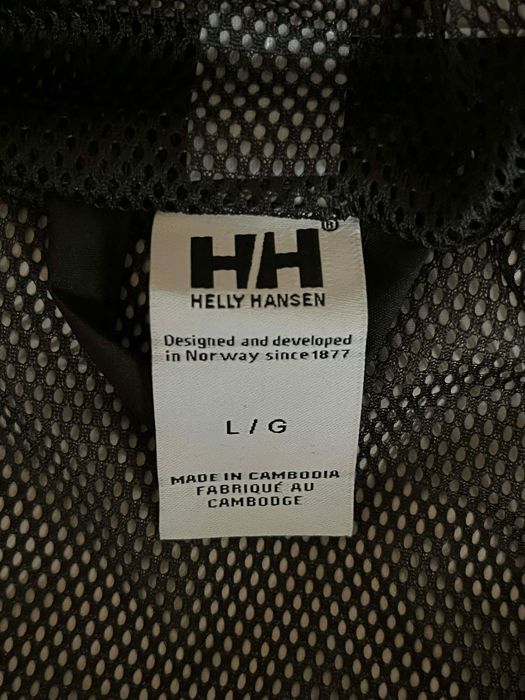 HH®
HELLY HANSEN
Designed and developed
in Norway since 1877
L / G
MADE IN CAMBODIA
FABRIQUÉ AU
CAMBODGE